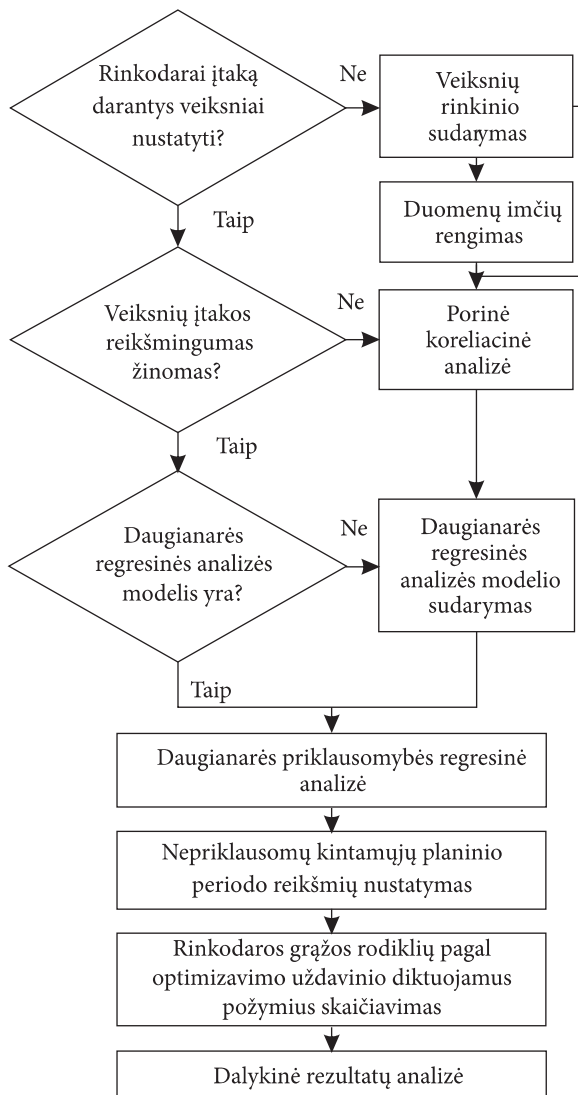 Rinkodarai įtaką
darantys veiksniai
nustatyti?
Ne
Veiksnių
rinkinio
sudarymas
Taip
Duomenų imčių
rengimas
Veiksnių įtakos
reikšmingumas
žinomas?
Ne
Porinė
koreliacinė
analizė
Taip
Daugianarės
regresinės analizės
modelis yra?
Ne
Daugianarės
regresinės
analizės modelio
sudarymas
Taip
Daugianarės priklausomybės regresinė
analizė
Nepriklausomų kintamųjų planinio
periodo reikšmių nustatymas
Rinkodaros grąžos rodiklių pagal
optimizavimo uždavinio diktuojamus
požymius skaičiavimas
Dalykinė rezultatų analizė